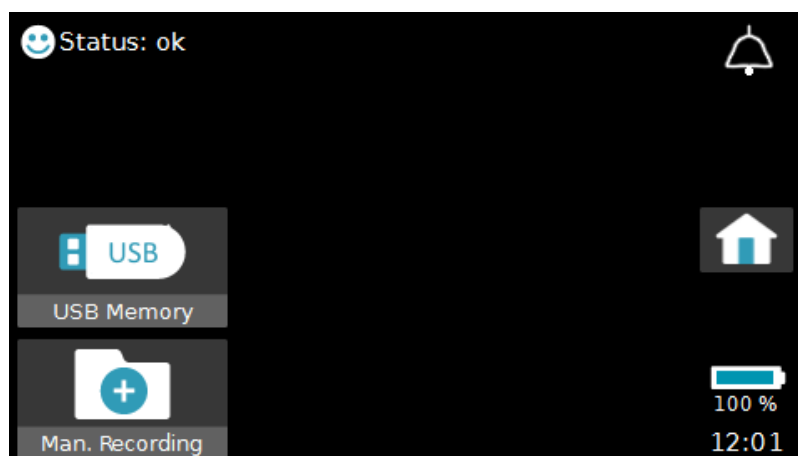 Status: ok
USB
USB Memory
Man. Recording
100 %
12:01